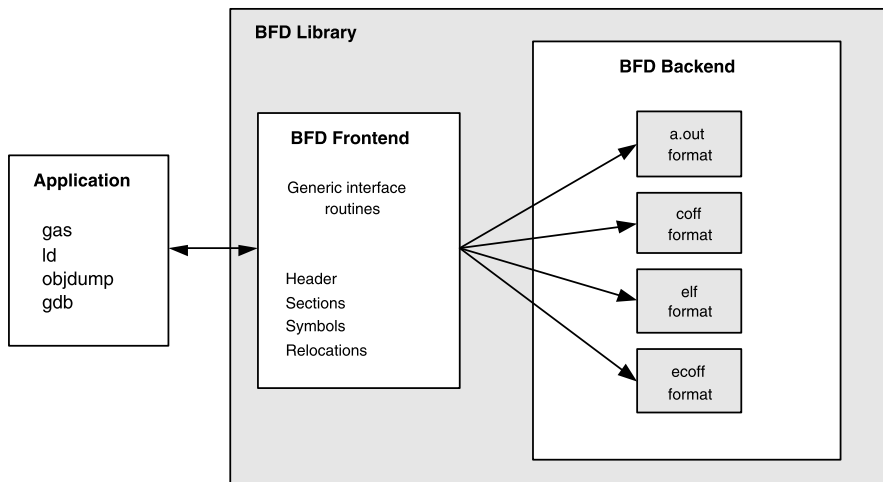 BFD Library
BFD Backend
BFD Frontend
Generic interface
routines
Header
Sections
Symbols
Relocations
Application
gas
ld
objdump
gdb
a.out
format
coff
format
elf
format
ecoff
format